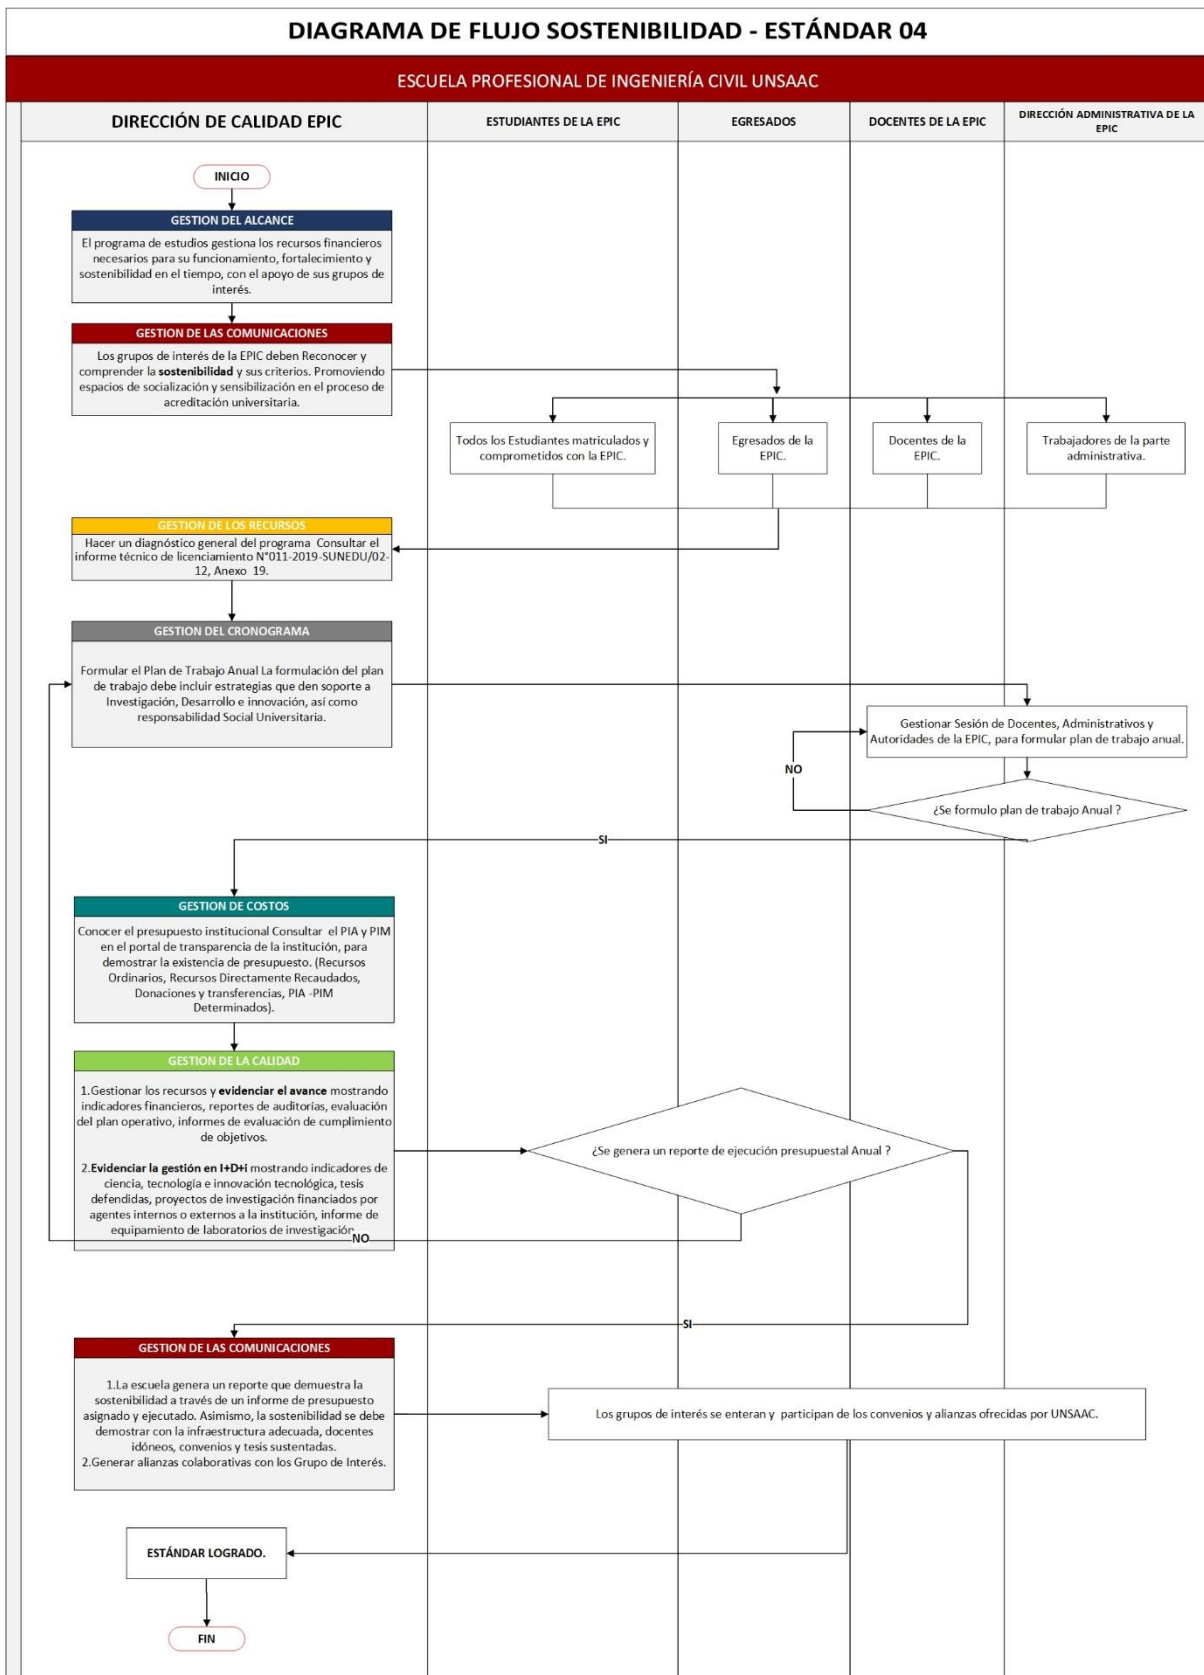 DIAGRAMA DE FLUJO SOSTENIBILIDAD - ESTÁNDAR 04
ESCUELA PROFESIONAL DE INGENIERÍA CIVIL UNSAAC
DIRECCIÓN DE CALIDAD EPIC
ESTUDIANTES DE LA EPIC
EGRESADOS
DOCENTES DE LA EPIC
DIRECCIÓN ADMINISTRATIVA DE LA
EPIC
INICIO
GESTION DEL ALCANCE
El programa de estudios gestiona los recursos financieros
necesarios para su funcionamiento, fortalecimiento y
sostenibilidad en el tiempo, con el apoyo de sus grupos de
interés.
GESTION DE LAS COMUNICACIONES
Los grupos de interés de la EPIC deben Reconocer y
comprender la sostenibilidad y sus criterios. Promoviendo
espacios de socialización y sensibilización en el proceso de
acreditación universitaria.
Todos los Estudiantes matriculados y
comprometidos con la EPIC.
Egresados de la
EPIC.
Docentes de la
EPIC.
Trabajadores de la parte
administrativa.
GESTION DE LOS RECURSOS
Hacer un diagnóstico general del programa Consultar el
informe técnico de licenciamiento N°011-2019-SUNEDU/02-
12, Anexo 19.
GESTION DEL CRONOGRAMA
Formular el Plan de Trabajo Anual La formulación del plan
de trabajo debe incluir estrategias que den soporte a
Investigación, Desarrollo e innovación, así como
responsabilidad Social Universitaria.
Gestionar Sesión de Docentes, Administrativos y
Autoridades de la EPIC, para formular plan de trabajo anual.
NO
¿Se formulo plan de trabajo Anual ?
SI
GESTION DE COSTOS
Conocer el presupuesto institucional Consultar el PIA y PIM
en el portal de transparencia de la institución, para
demostrar la existencia de presupuesto. (Recursos
Ordinarios, Recursos Directamente Recaudados,
Donaciones y transferencias, PIA -PIM
Determinados).
GESTION DE LA CALIDAD
1.Gestionar los recursos y evidenciar el avance mostrando
indicadores financieros, reportes de auditorías, evaluación
del plan operativo, informes de evaluación de cumplimiento
de objetivos.
2.Evidenciar la gestión en I+D+i mostrando indicadores de
ciencia, tecnología e innovación tecnológica, tesis
defendidas, proyectos de investigación financiados por
agentes internos o externos a la institución, informe de
equipamiento de laboratorios de investigación.
¿Se genera un reporte de ejecución presupuestal Anual ?
NO
SI
GESTION DE LAS COMUNICACIONES
1.La escuela genera un reporte que demuestra la
sostenibilidad a través de un informe de presupuesto
asignado y ejecutado. Asimismo, la sostenibilidad se debe
demostrar con la infraestructura adecuada, docentes
idóneos, convenios y tesis sustentadas.
2.Generar alianzas colaborativas con los Grupo de Interés.
Los grupos de interés se enteran y participan de los convenios y alianzas ofrecidas por UNSAAC.
ESTÁNDAR LOGRADO.
FIN